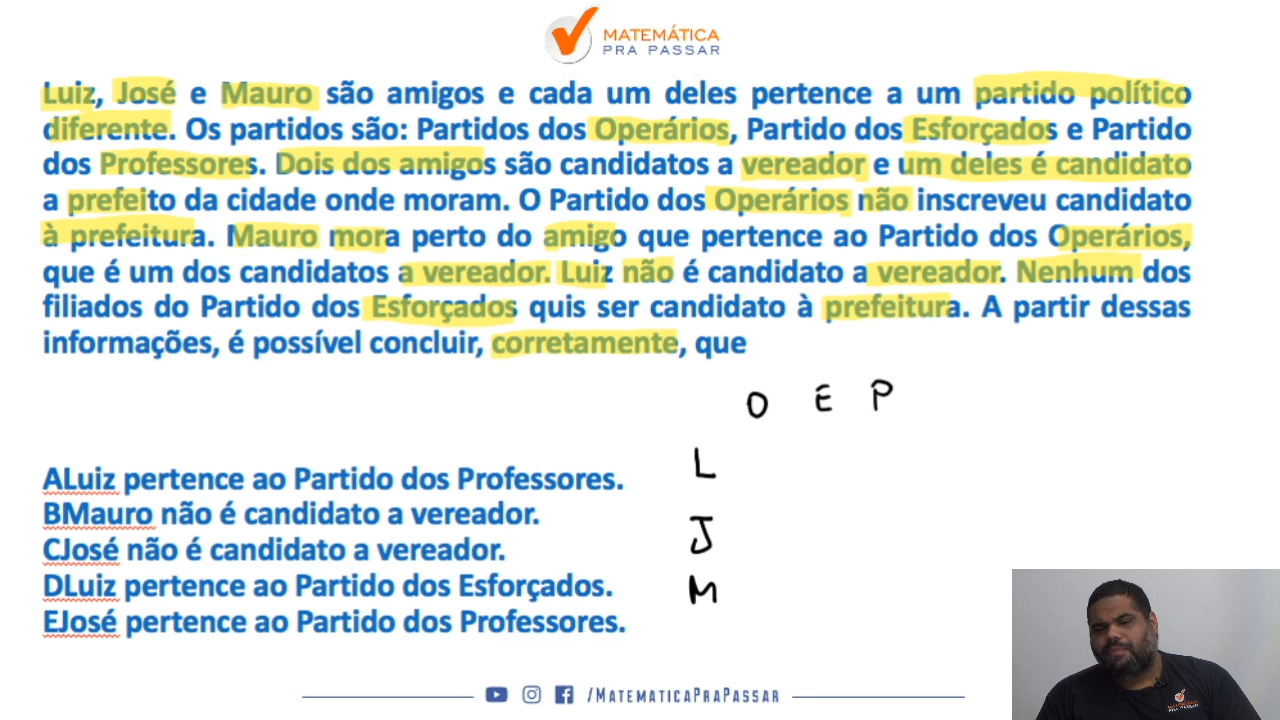 MATEMÁTICA
PRA PASSAR
Luiz, José e Mauro são amigos e cada um deles pertence a um partido político
diferente. Os partidos são: Partidos dos Operários, Partido dos Esforçados e Partido
dos Professores. Dois dos amigos são candidatos a vereador e um deles é candidato
a prefeito da cidade onde moram. O Partido dos Operários não inscreveu candidato
à prefeitura. Mauro mora perto do amigo que pertence ao Partido dos Operários,
que é um dos candidatos a vereador. Luiz não é candidato a vereador. Nenhum dos
filiados do Partido dos Esforçados quis ser candidato à prefeitura. A partir dessas
informações, é possível concluir, corretamente, que
O E P
L
ALuiz pertence ao Partido dos Professores.
BMauro não é candidato a vereador.
J
CJosé não é candidato a vereador.
DLuiz pertence ao Partido dos Esforçados.
M
EJosé pertence ao Partido dos Professores.
MATEMÁTICA
PRA PASSAR
/MATEMATICAPRAPASSAR